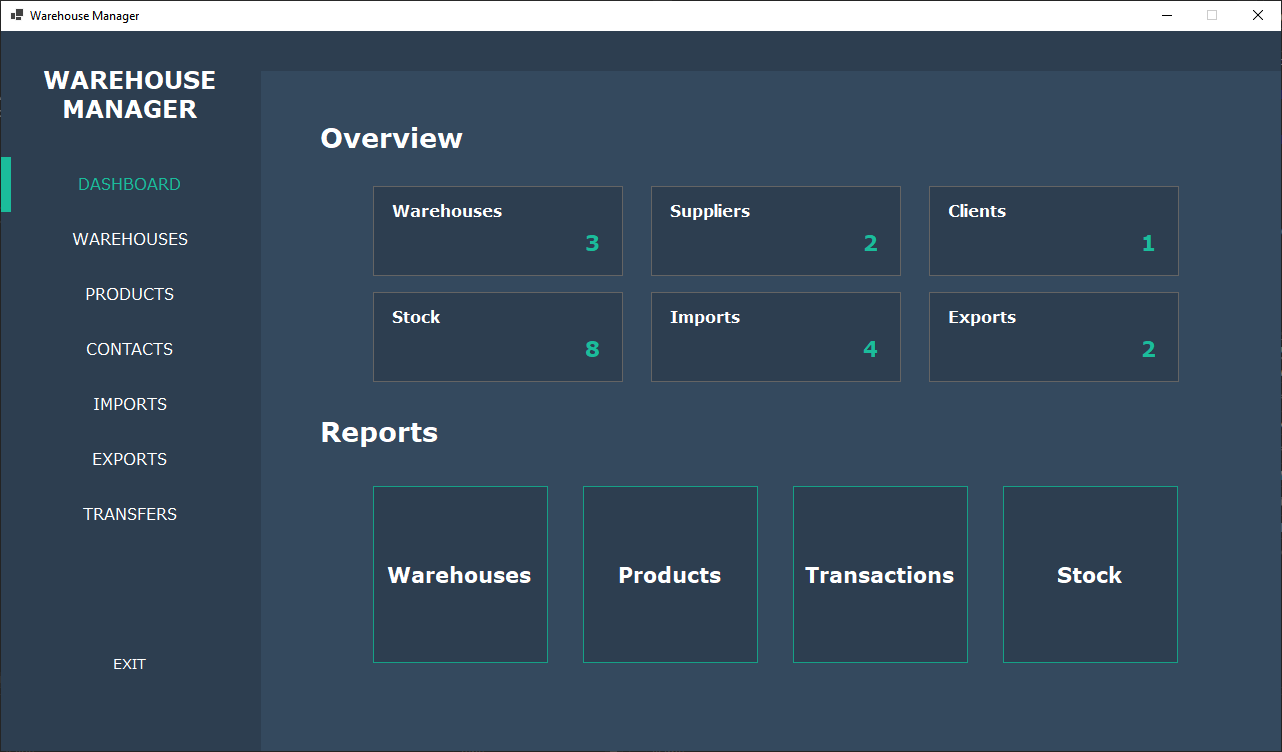 Warehouse Manager
WAREHOUSE
MANAGER
DASHBOARD
WAREHOUSES
PRODUCTS
CONTACTS
IMPORTS
EXPORTS
TRANSFERS
EXIT
Overview
Warehouses
3
Suppliers
2
Clients
1
Stock
8
Imports
4
Exports
2
Reports
Warehouses
Products
Transactions
Stock